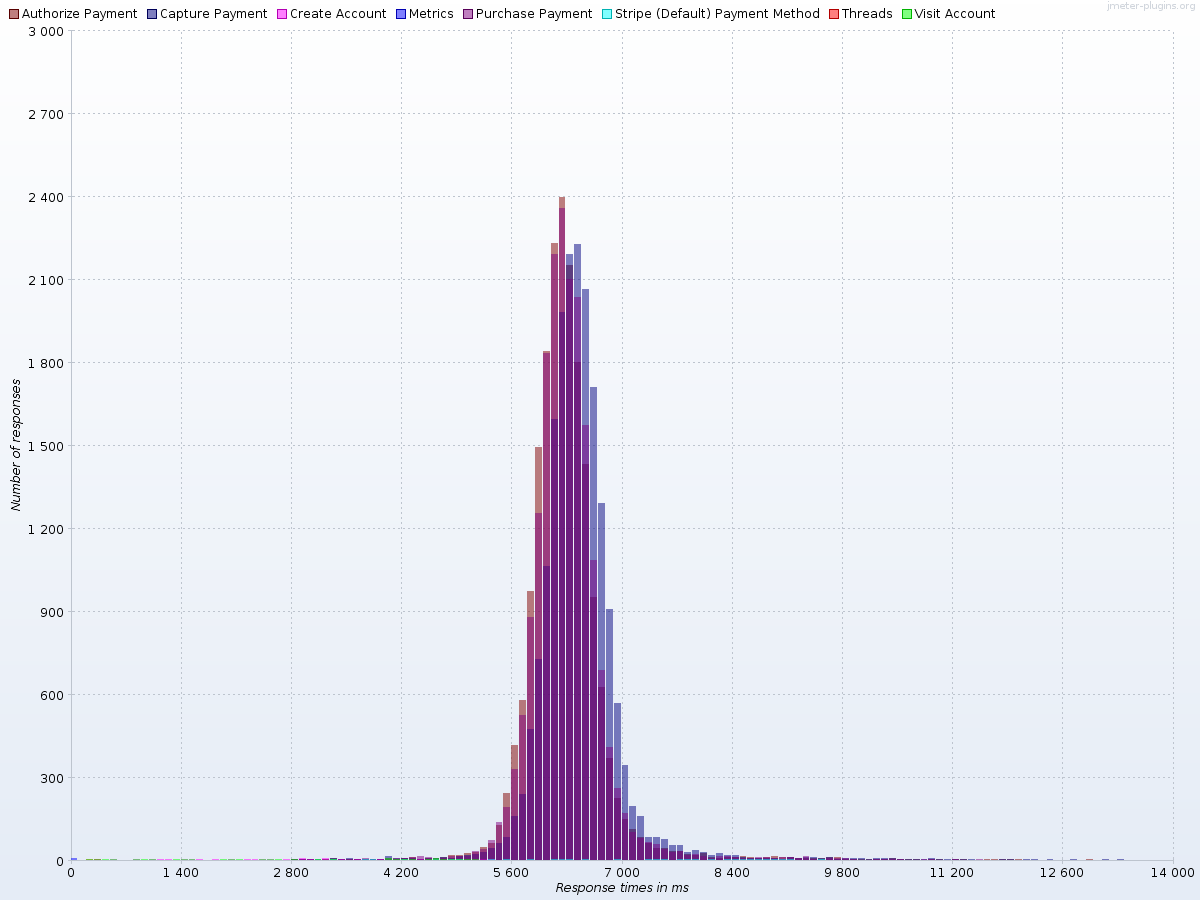 Authorize Payment Capture Payment Create Account Metrics Purchase Payment Stripe (Default) Payment Method Threads Visit Account
jmeter-plugins.org
3 000
2 700
2 400
2 100
1 800
1 500
1 200
900
600
300
0
Number of responses
0 1 400 2 800 4 200 5 600 7 000 8 400 9 800 11 200 12 600 14 000
Response times in ms